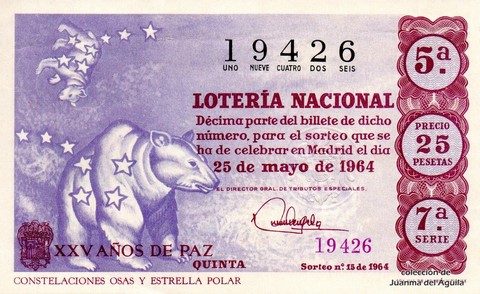 19426
UNO NUEVE CUATRO DOS SEIS
5ª
LOTERÍA NACIONAL
Décima parte del billete de dicho
número, para el sorteo que se
ha de celebrar en Madrid el día
25 de mayo de 1964
EL DIRECTOR GRAL. DE TRIBUTOS ESPECIALES,
PRECIO
25
PESETAS
7ª
SERIE
19426
XXV AÑOS DE PAZ
QUINTA
Sorteo nº 15 de 1964
CONSTELACIONES OSAS Y ESTRELLA POLAR
colección de
Juanma del Águila